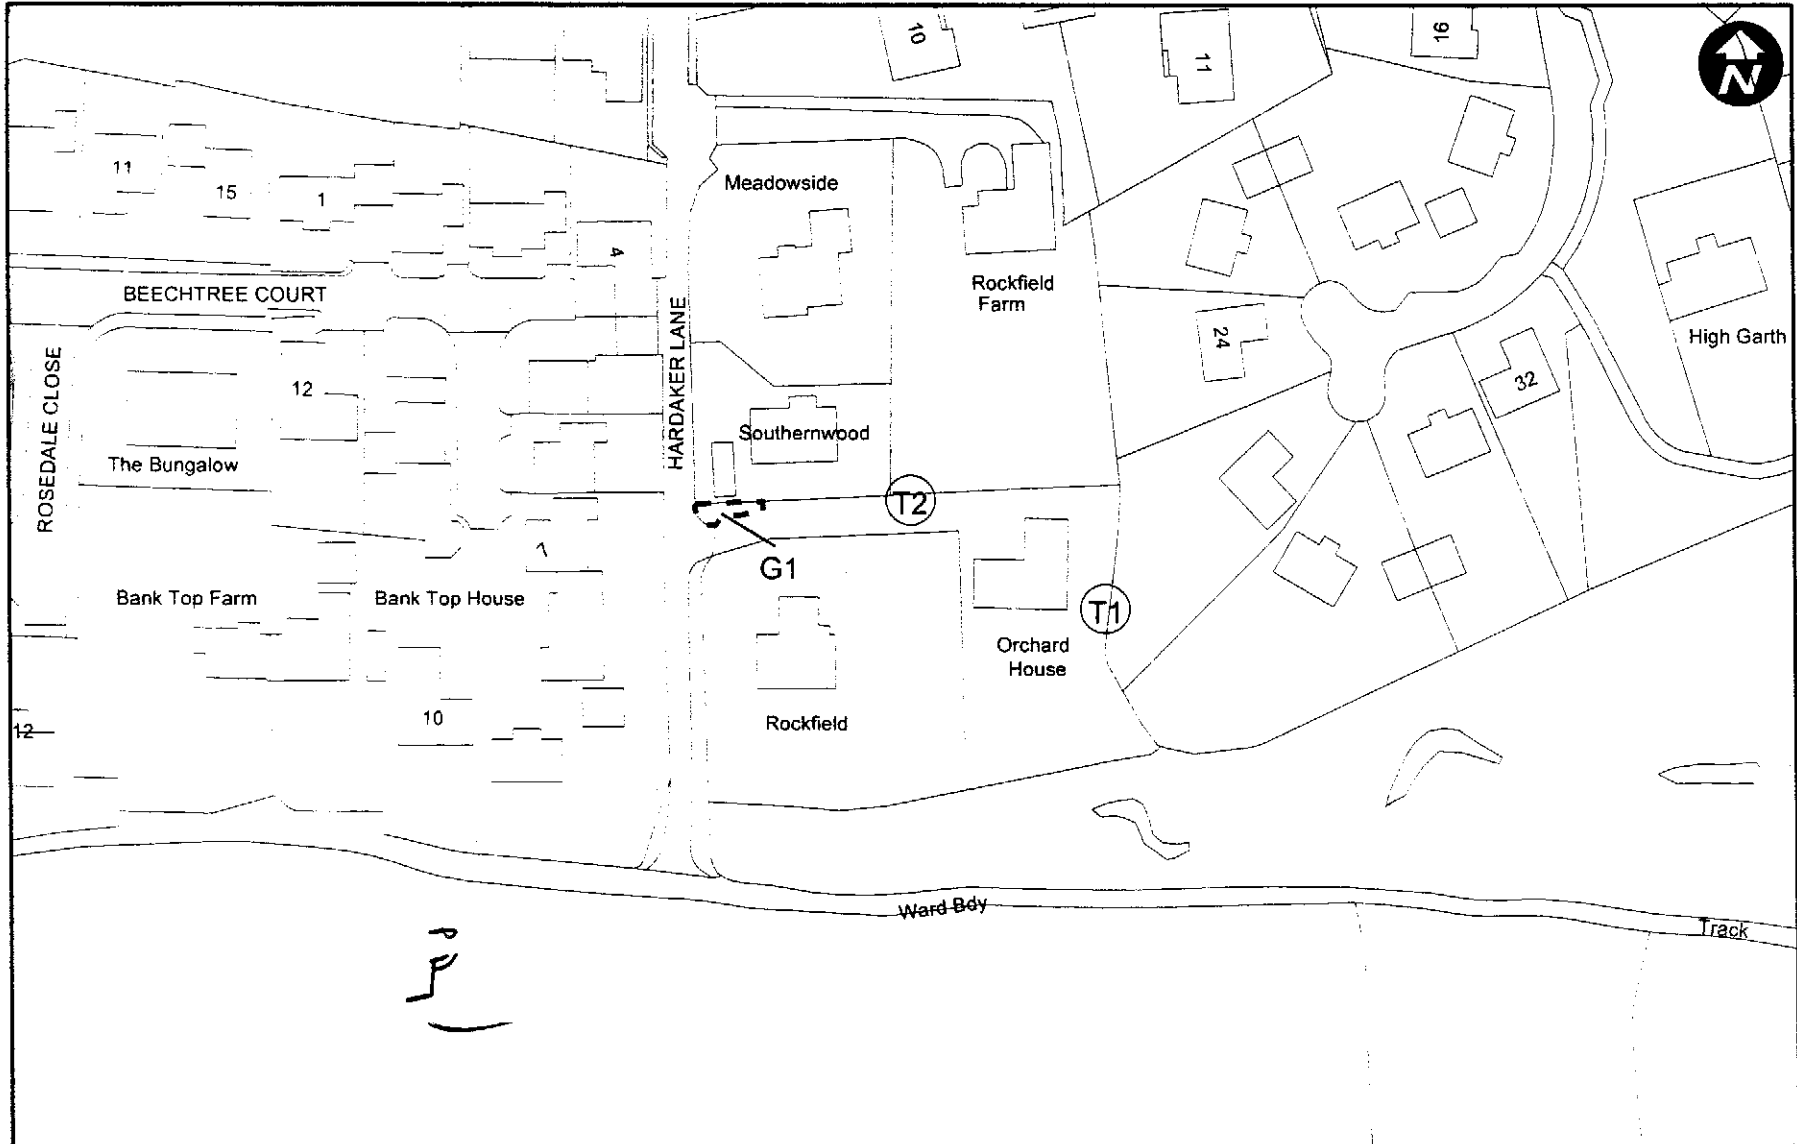 10
11
19
N
11
15
1
4
Meadowside
Rockfield
Farm
BEECHTREE COURT
HARDAKER LANE
24
High Garth
ROSEDALE CLOSE
12
32
The Bungalow
Southernwood
T2
7
G1
Bank Top Farm
Bank Top House
T1
Orchard
House
10
12
Rockfield
Ward Bdy
Track